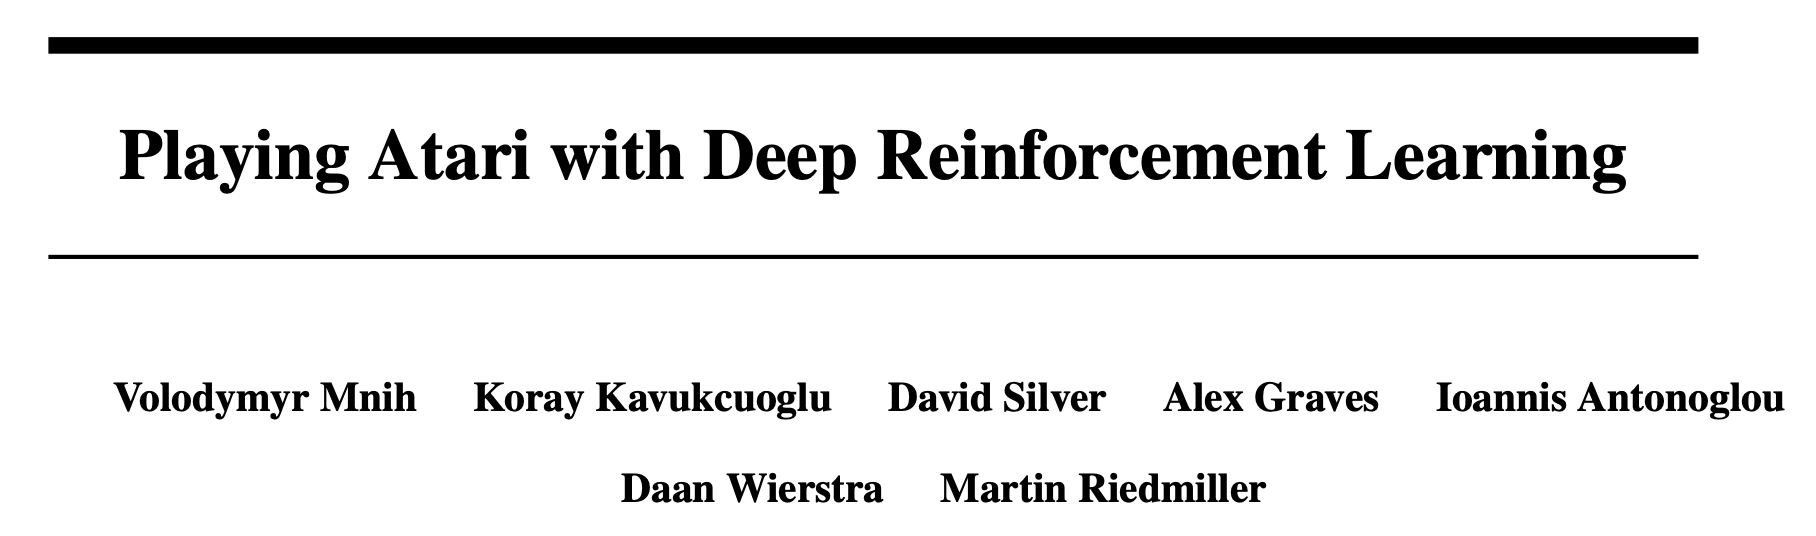 Playing Atari with Deep Reinforcement Learning
Volodymyr Mnih Koray Kavukcuoglu David Silver Alex Graves Ioannis Antonoglou
Daan Wierstra Martin Riedmiller